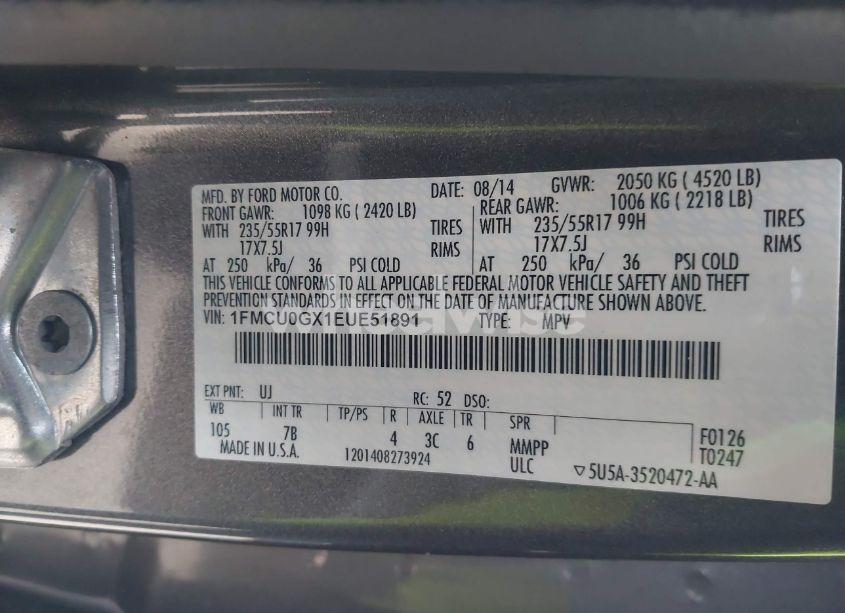 MFD. BY FORD MOTOR CO. DATE: 08/14 GVWR: 2050 KG ( 4520 LB)
FRONT GAWR: 1098 KG ( 2420 LB) REAR GAWR: 1006 KG ( 2218 LB)
WITH 235/55R17 99H TIRES WITH 235/55R17 99H TIRES
17X7.5J RIMS 17X7.5J RIMS
AT 250 kPa/ 36 PSI COLD AT 250 kPa/ 36 PSI COLD
THIS VEHICLE CONFORMS TO ALL APPLICABLE FEDERAL MOTOR VEHICLE SAFETY AND THEFT
PREVENTION STANDARDS IN EFFECT ON THE DATE OF MANUFACTURE SHOWN ABOVE.
VIN: 1FMCU0GX1EUE51891 TYPE: MPV
EXT PNT: UJ RC: 52 DSO:
WB INT TR TP/PS R AXLE TR SPR
105 7B 4 3C 6 MMPP F0126
MADE IN U.S.A. 1201408273924 ULC T0247
▽5U5A-3520472-AA